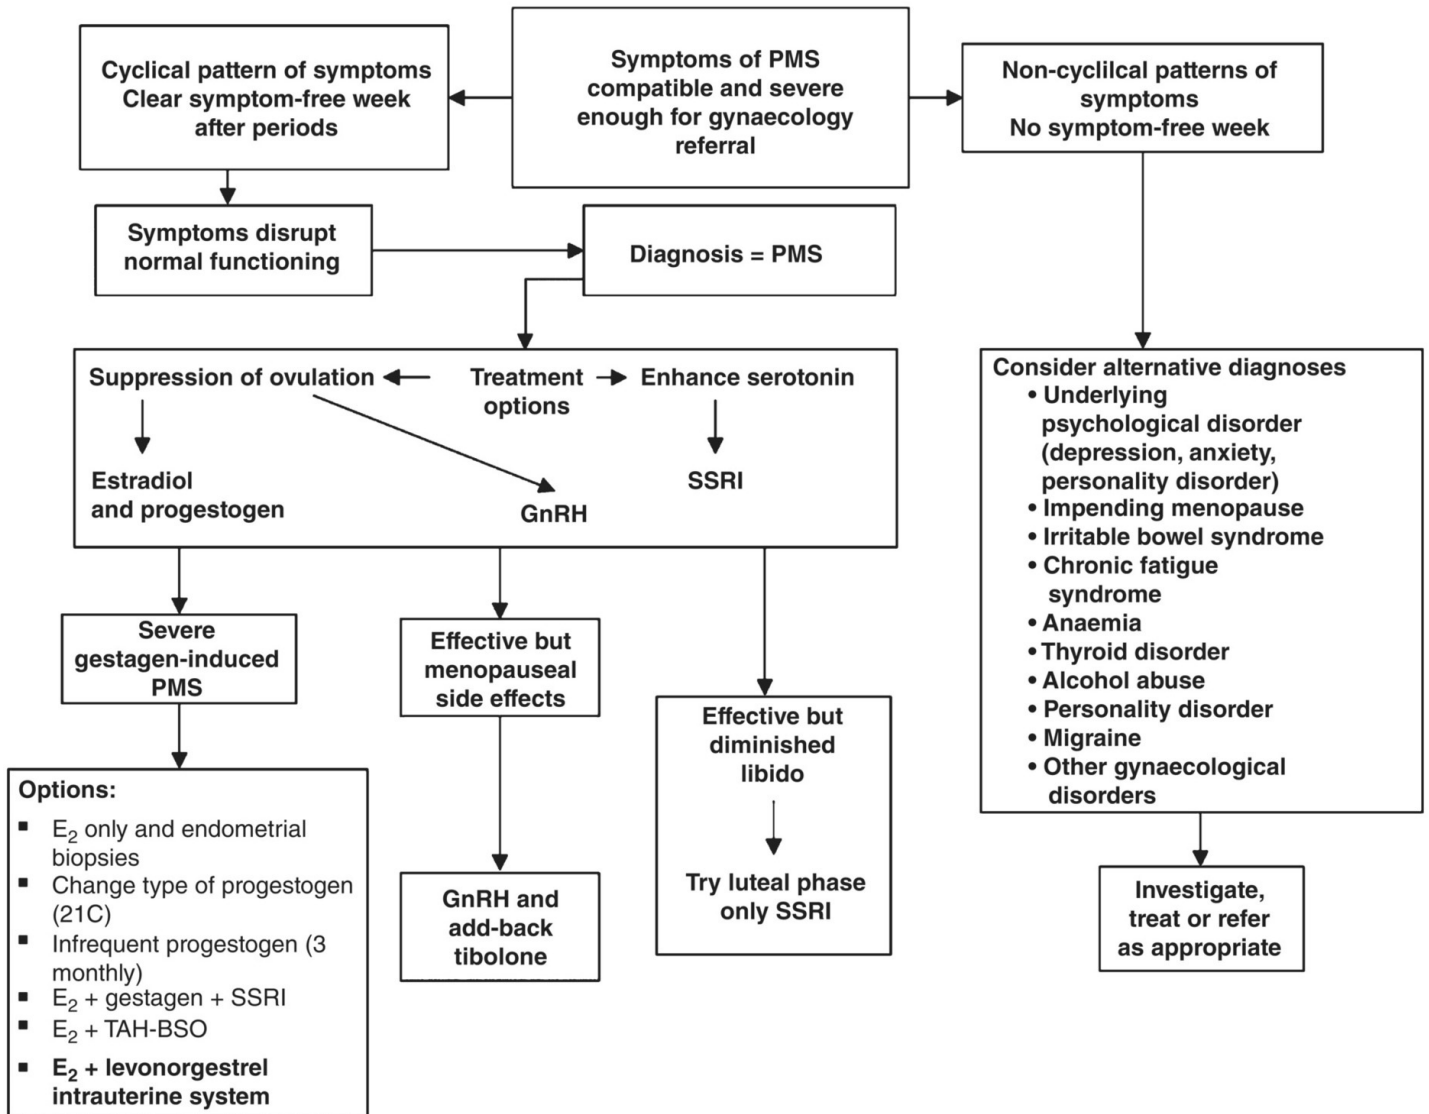 Cyclical pattern of symptoms
Clear symptom-free week
after periods
Symptoms of PMS
compatible and severe
enough for gynaecology
referral
Non-cyclilcal patterns of
symptoms
No symptom-free week
Symptoms disrupt
normal functioning
Diagnosis = PMS
Suppression of ovulation
Treatment
options
Enhance serotonin
Estradiol
and progestogen
GnRH
SSRI
Consider alternative diagnoses
• Underlying
psychological disorder
(depression, anxiety,
personality disorder)
• Impending menopause
• Irritable bowel syndrome
• Chronic fatigue
syndrome
• Anaemia
• Thyroid disorder
• Alcohol abuse
• Personality disorder
• Migraine
• Other gynaecological
disorders
Severe
gestagen-induced
PMS
Effective but
menopauseal
side effects
Effective but
diminished
libido
Try luteal phase
only SSRI
Options:
▪ E₂ only and endometrial
biopsies
▪ Change type of progestogen
(21C)
▪ Infrequent progestogen (3
monthly)
▪ E₂ + gestagen + SSRI
▪ E₂ + TAH-BSO
▪ E₂ + levonorgestrel
intrauterine system
GnRH and
add-back
tibolone
Investigate,
treat or refer
as appropriate